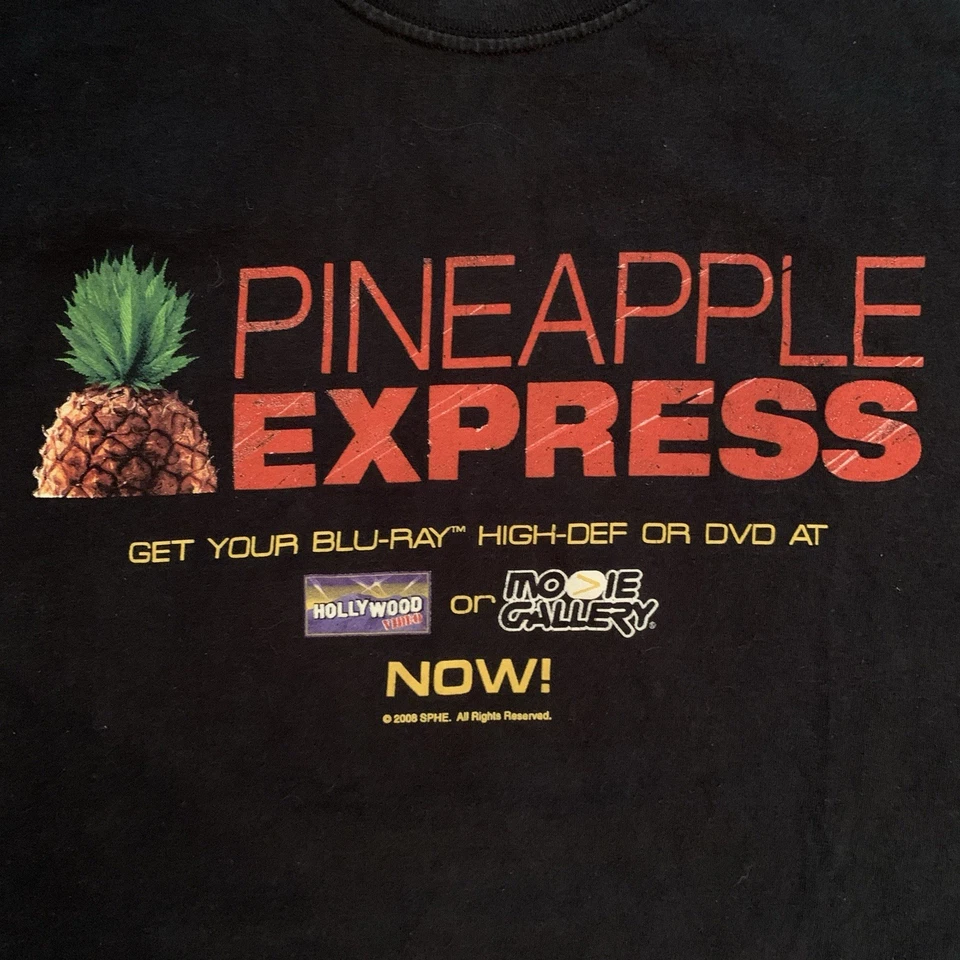 PINEAPPLE
EXPRESS
GET YOUR BLU-RAY™ HIGH-DEF OR DVD AT
HOLLYWOOD VIDEO or MOVIE GALLERY®
NOW!
© 2008 SPHE. All Rights Reserved.